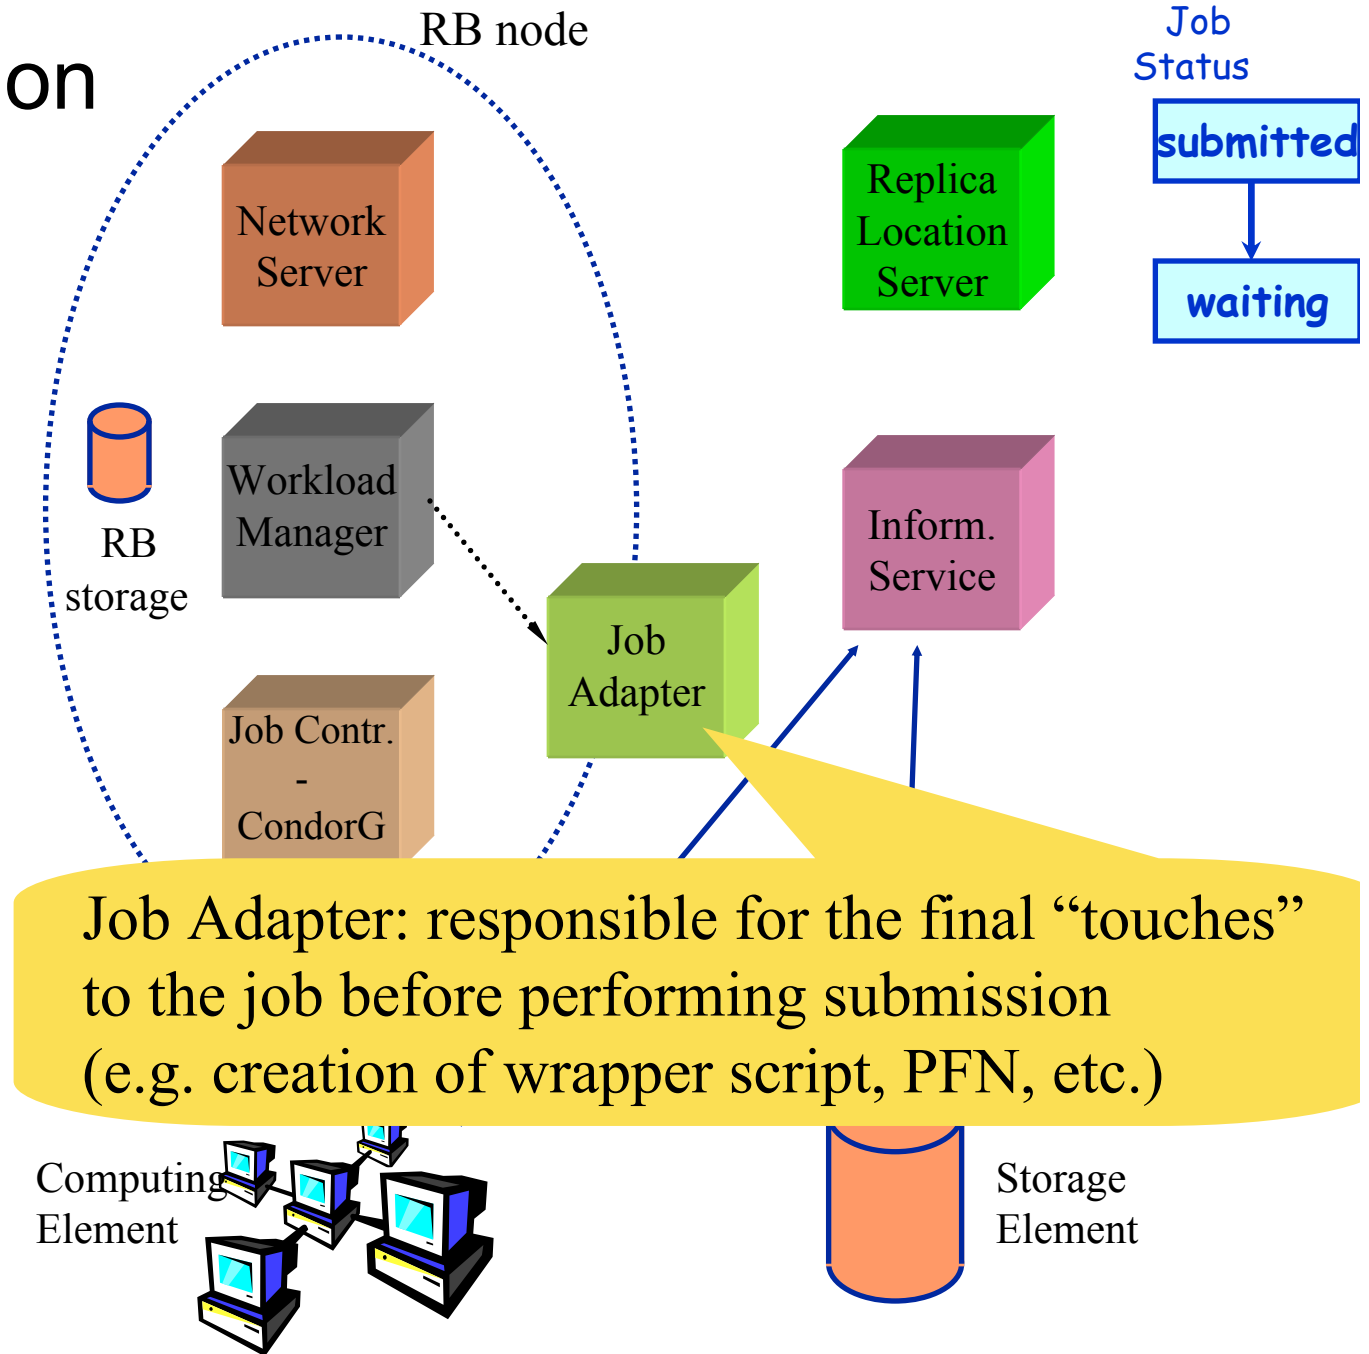 RB node
on
Job
Status
submitted
waiting
Network
Server
Replica
Location
Server
Workload
Manager
RB
storage
Inform.
Service
Job
Adapter
Job Contr.
-
CondorG
Job Adapter: responsible for the final “touches”
to the job before performing submission
(e.g. creation of wrapper script, PFN, etc.)
Computing
Element
Storage
Element